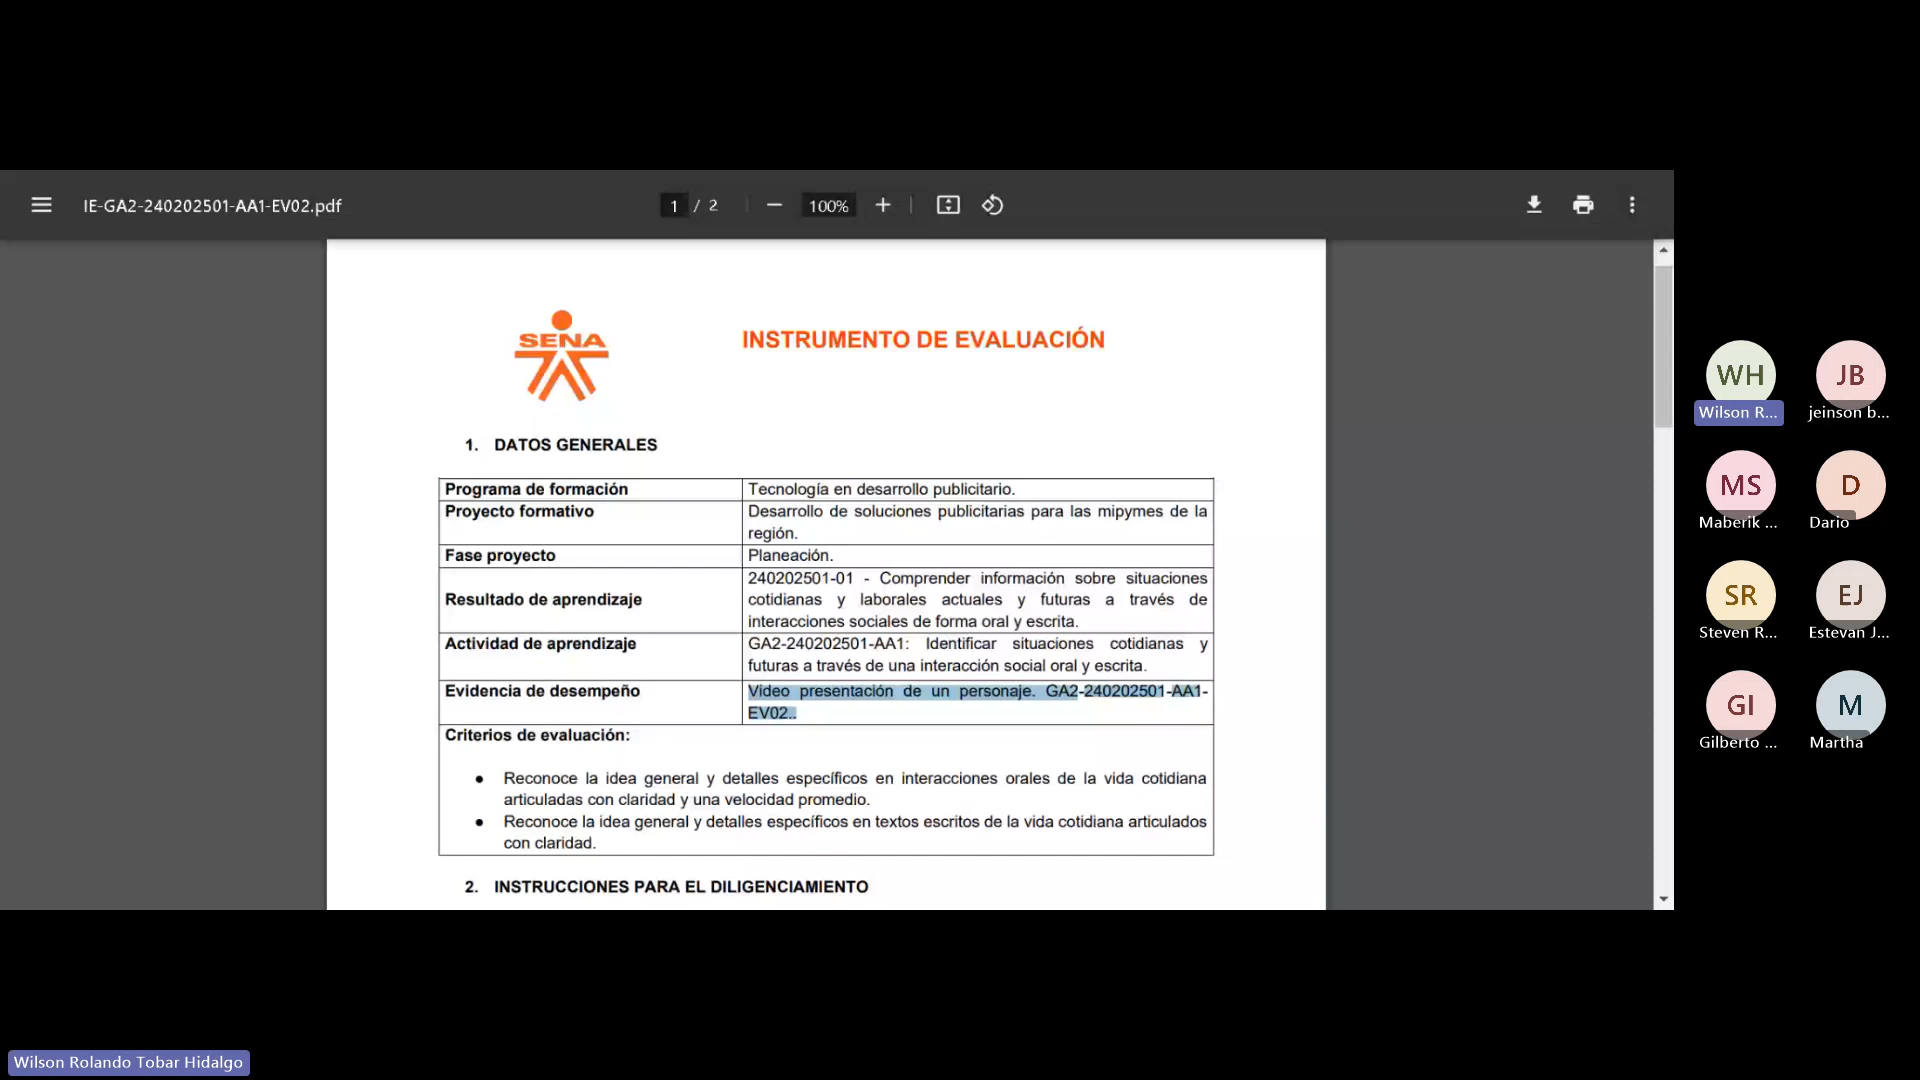 IE-GA2-240202501-AA1-EV02.pdf
1 / 2
100%
SENA
INSTRUMENTO DE EVALUACIÓN
1. DATOS GENERALES
Programa de formación
Tecnología en desarrollo publicitario.
Proyecto formativo
Desarrollo de soluciones publicitarias para las mipymes de la
región.
Fase proyecto
Planeación.
Resultado de aprendizaje
240202501-01 - Comprender información sobre situaciones
cotidianas y laborales actuales y futuras a través de
interacciones sociales de forma oral y escrita.
Actividad de aprendizaje
GA2-240202501-AA1: Identificar situaciones cotidianas y
futuras a través de una interacción social oral y escrita.
Evidencia de desempeño
Video presentación de un personaje. GA2-240202501-AA1-
EV02..
Criterios de evaluación:
● Reconoce la idea general y detalles específicos en interacciones orales de la vida cotidiana
articuladas con claridad y una velocidad promedio.
● Reconoce la idea general y detalles específicos en textos escritos de la vida cotidiana articulados
con claridad.
2. INSTRUCCIONES PARA EL DILIGENCIAMIENTO
WH
Wilson R...
JB
jeinson b...
MS
Maberik ...
D
Dario
SR
Steven R...
EJ
Estevan J...
GI
Gilberto ...
M
Martha
Wilson Rolando Tobar Hidalgo